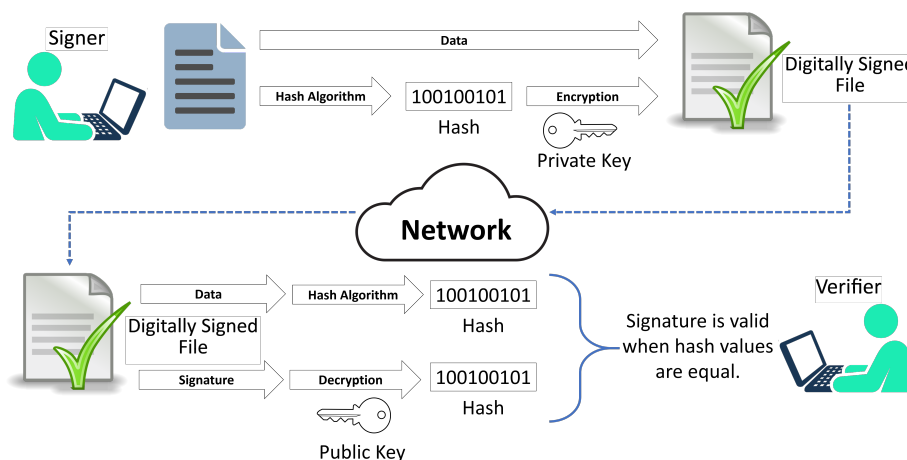 Signer
Data
Hash Algorithm
100100101
Hash
Encryption
Private Key
Digitally Signed
File
Network
Digitally Signed
File
Data
Hash Algorithm
100100101
Hash
Signature
Decryption
100100101
Hash
Public Key
Signature is valid
when hash values
are equal.
Verifier